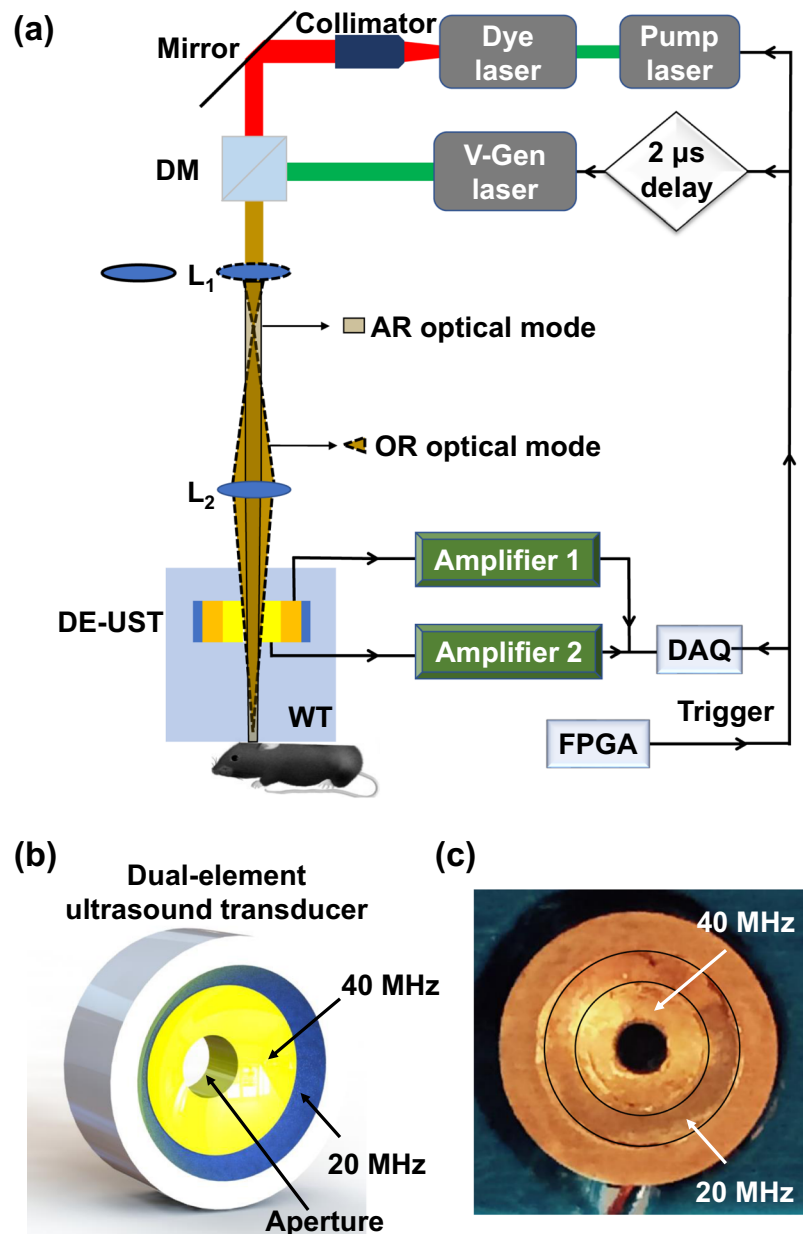 (a)
Collimator
Mirror
Dye
laser
Pump
laser
DM
V-Gen
laser
2 µs
delay
L1
AR optical mode
OR optical mode
L2
Amplifier 1
DE-UST
Amplifier 2
DAQ
WT
Trigger
FPGA
(b)
Dual-element
ultrasound transducer
40 MHz
20 MHz
Aperture
(c)
40 MHz
20 MHz